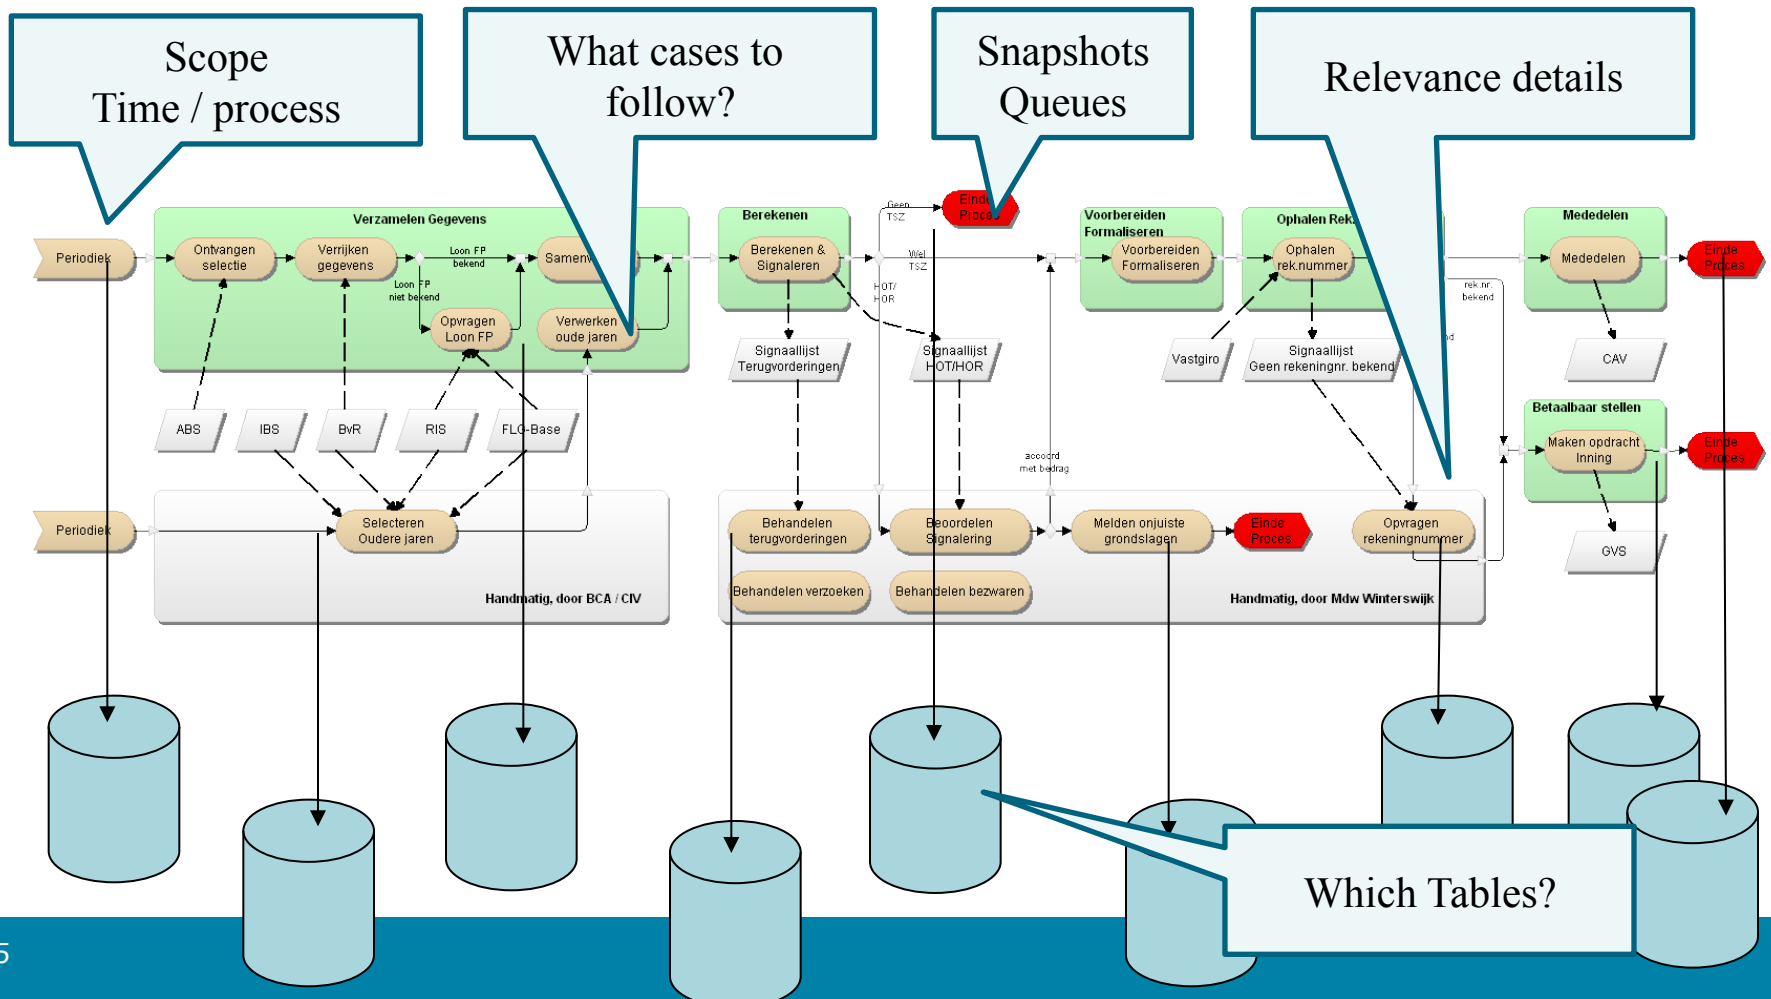 Scope
Time / process
What cases to
follow?
Snapshots
Queues
Relevance details
Verzamelen Gegevens
Periodiek
Ontvangen
selectie
Verrijken
gegevens
Loon FP
bekend
Loon FP
niet bekend
Opvragen
Loon FP
Verwerken
oude jaren
Berekenen
Berekenen &
Signaleren
Geen
TSZ
Wel
TSZ
HOT/
HOR
Einde
Proces
Voorbereiden
Formaliseren
Voorbereiden
Formaliseren
Ophalen Rek.
Ophalen
rek.nummer
rek.nr.
bekend
Mededelen
Mededelen
Einde
Proces
Signaallijst
Terugvorderingen
Signaallijst
HOT/HOR
Vastgiro
Signaallijst
Geen rekeningnr. bekend
CAV
ABS
IBS
BvR
RIS
FLG-Base
accoord
met bedrag
Betaalbaar stellen
Maken opdracht
Inning
Einde
Proces
Periodiek
Selecteren
Oudere jaren
Handmatig, door BCA / CIV
Behandelen
terugvorderingen
Beoordelen
Signalering
Melden onjuiste
grondslagen
Einde
Proces
Opvragen
rekeningnummer
GVS
Behandelen verzoeken
Behandelen bezwaren
Handmatig, door Mdw Winterswijk
Which Tables?
5